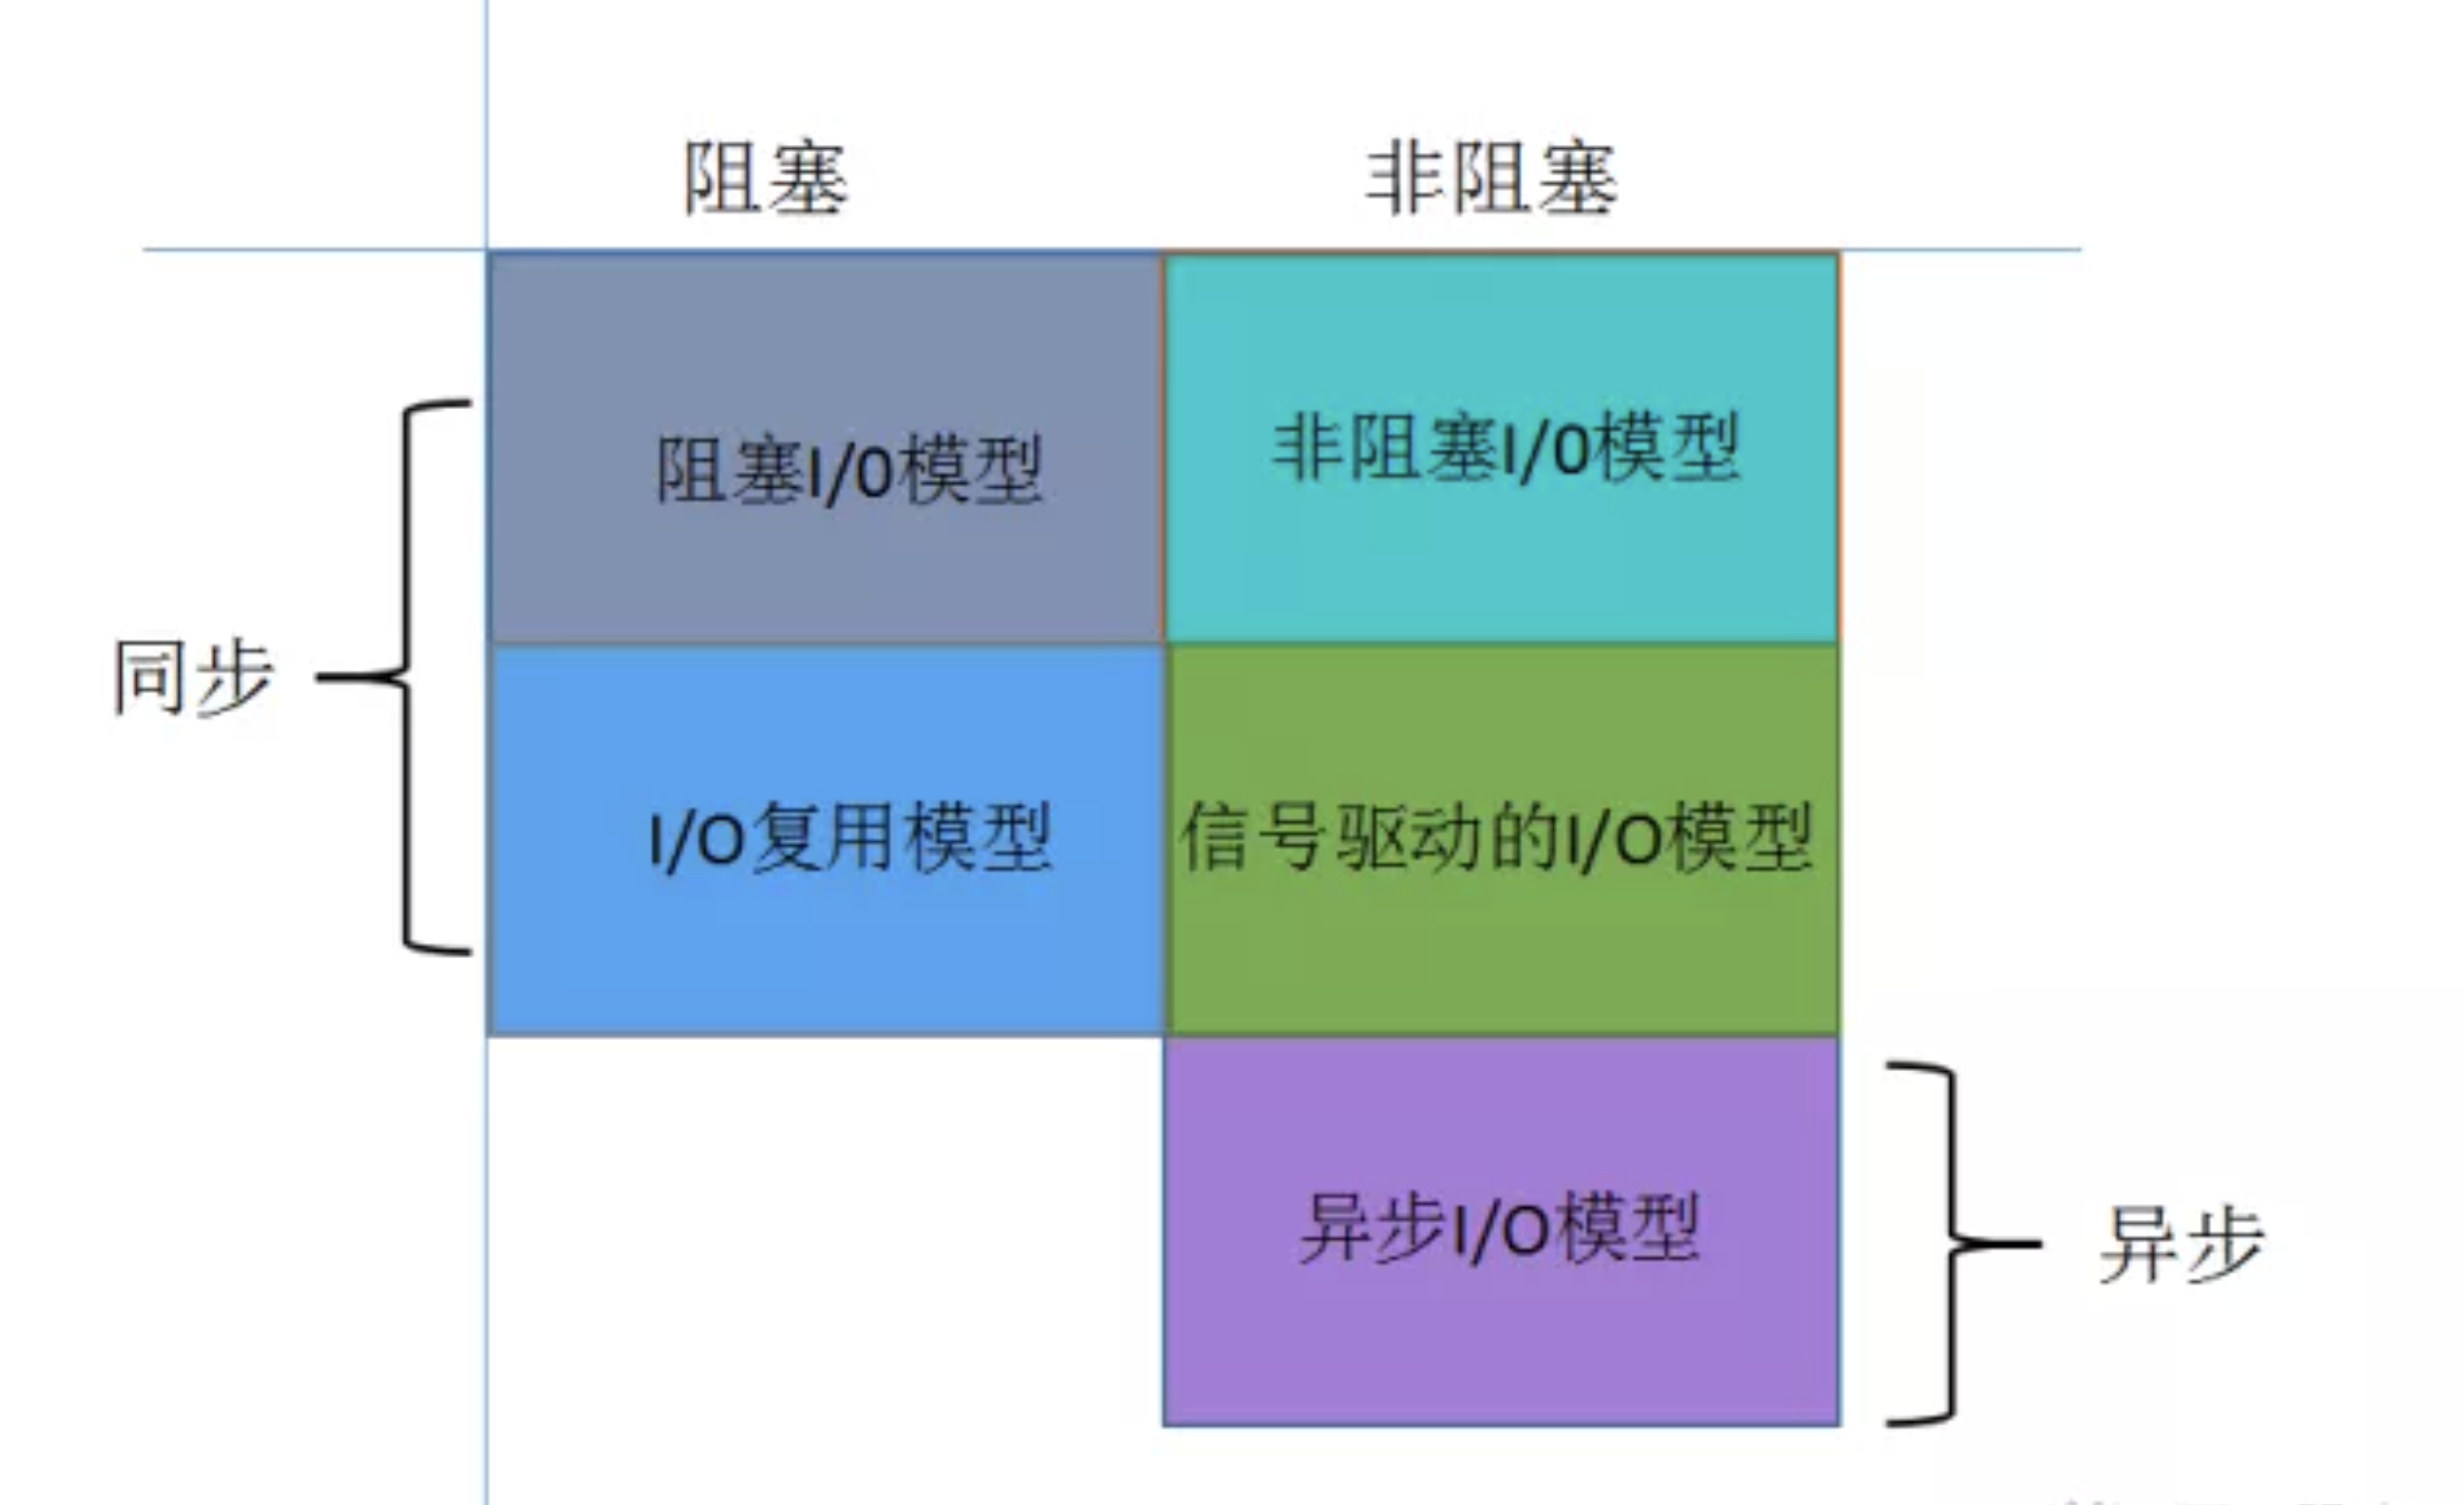 阻塞
非阻塞
阻塞I/0模型
非阻塞I/0模型
同步
I/O复用模型
信号驱动的I/O模型
异步I/O模型
异步